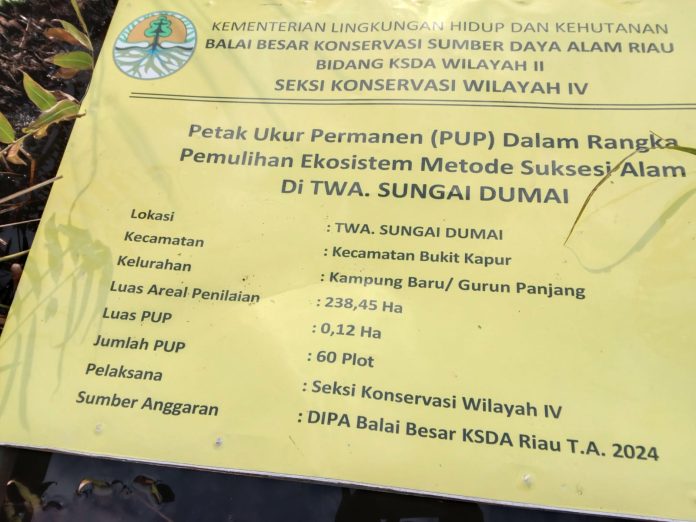 KEMENTERIAN LINGKUNGAN HIDUP DAN KEHUTANAN
BALAI BESAR KONSERVASI SUMBER DAYA ALAM RIAU
BIDANG KSDA WILAYAH II
SEKSI KONSERVASI WILAYAH IV
Petak Ukur Permanen (PUP) Dalam Rangka
Pemulihan Ekosistem Metode Suksesi Alam
Di TWA. SUNGAI DUMAI
Lokasi : TWA. SUNGAI DUMAI
Kecamatan : Kecamatan Bukit Kapur
Kelurahan : Kampung Baru/ Gurun Panjang
Luas Areal Penilaian : 238,45 Ha
Luas PUP : 0,12 Ha
Jumlah PUP : 60 Plot
Pelaksana : Seksi Konservasi Wilayah IV
Sumber Anggaran : DIPA Balai Besar KSDA Riau T.A. 2024